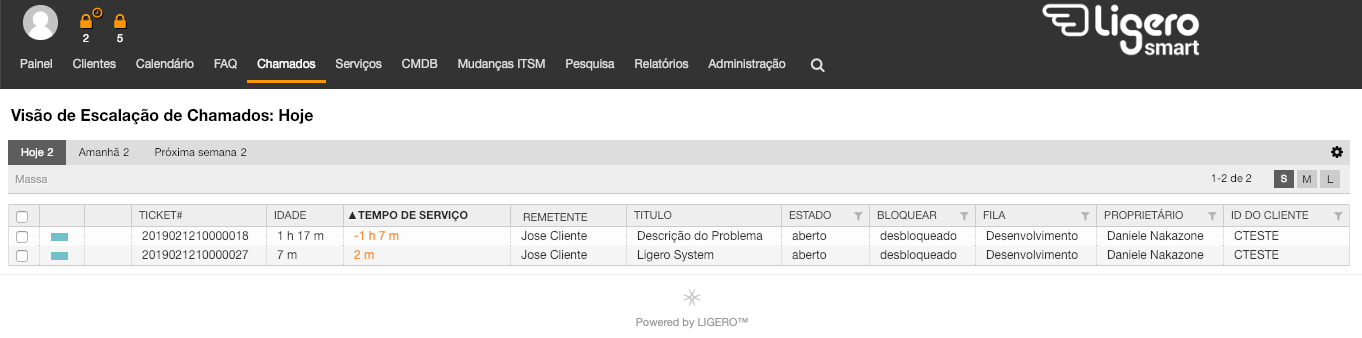 2 5
Ligero
smart
Painel Clientes Calendário FAQ Chamados Serviços CMDB Mudanças ITSM Pesquisa Relatórios Administração
Visão de Escalação de Chamados: Hoje
Hoje 2 Amanhã 2 Próxima semana 2
Massa 1-2 de 2 S M L
TICKET# IDADE ▲TEMPO DE SERVIÇO REMETENTE TITULO ESTADO BLOQUEAR FILA PROPRIETÁRIO ID DO CLIENTE
2019021210000018 1 h 17 m -1 h 7 m Jose Cliente Descrição do Problema aberto desbloqueado Desenvolvimento Daniele Nakazone CTESTE
2019021210000027 7 m 2 m Jose Cliente Ligero System aberto desbloqueado Desenvolvimento Daniele Nakazone CTESTE
Powered by LIGERO™